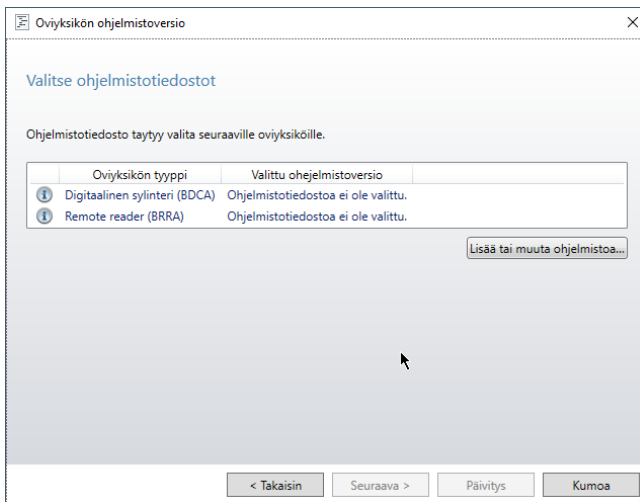 Oviyksikön ohjelmistoversio
Valitse ohjelmistotiedostot
Ohjelmistotiedosto taytyy valita seuraaville oviyksiköille.
Oviyksikön tyyppi Valittu ohejelmistoversio
Digitaalinen sylinteri (BDCA) Ohjelmistotiedostoa ei ole valittu.
Remote reader (BRRA) Ohjelmistotiedostoa ei ole valittu.
Lisää tai muuta ohjelmistoa...
< Takaisin Seuraava > Päivitys Kumoa